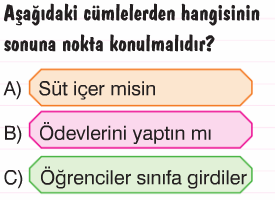 Aşağıdaki cümlelerden hangisinin
sonuna nokta konulmalıdır?
A) Süt içer misin
B) Ödevlerini yaptın mı
C) Öğrenciler sınıfa girdiler